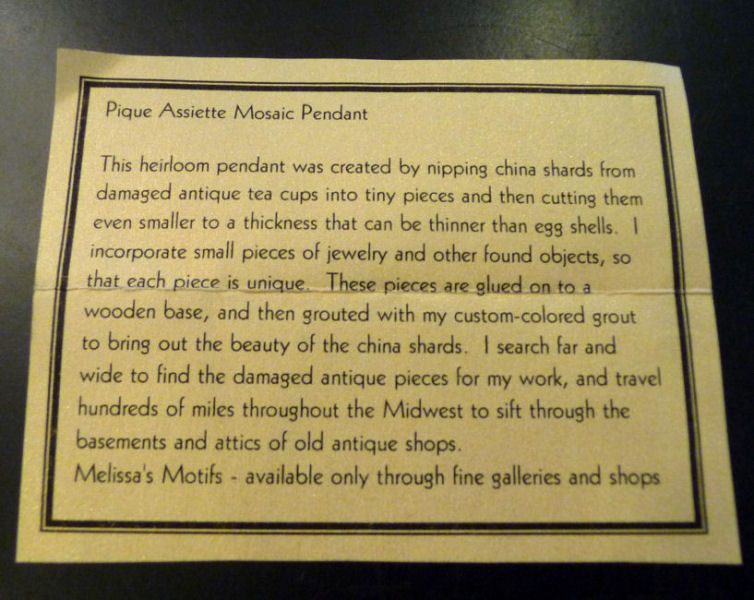 Pique Assiette Mosaic Pendant
This heirloom pendant was created by nipping china shards from
damaged antique tea cups into tiny pieces and then cutting them
even smaller to a thickness that can be thinner than egg shells. I
incorporate small pieces of jewelry and other found objects, so
that each piece is unique. These pieces are glued on to a
wooden base, and then grouted with my custom-colored grout
to bring out the beauty of the china shards. I search far and
wide to find the damaged antique pieces for my work, and travel
hundreds of miles throughout the Midwest to sift through the
basements and attics of old antique shops.
Melissa's Motifs - available only through fine galleries and shops